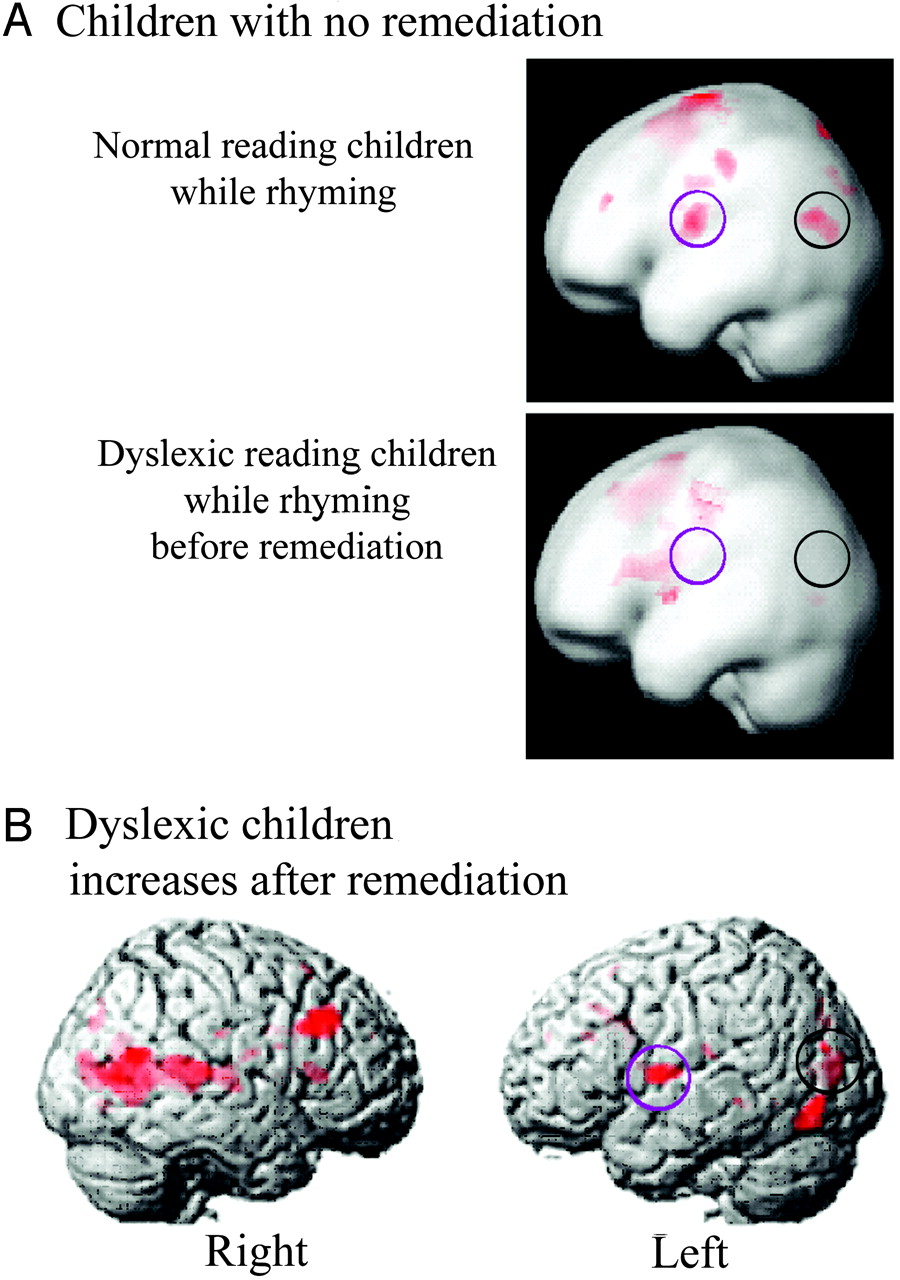 A Children with no remediation
Normal reading children
while rhyming
Dyslexic reading children
while rhyming
before remediation
B Dyslexic children
increases after remediation
Right Left